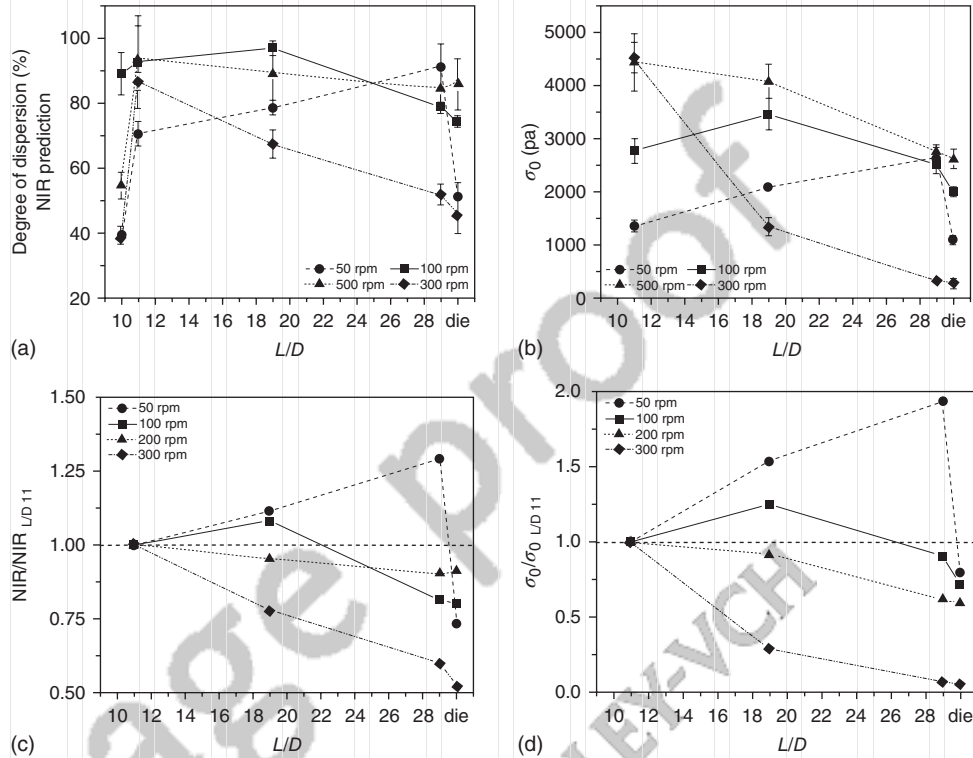 Degree of dispersion (%)
NIR prediction
100
80
60
40
20
50 rpm
100 rpm
500 rpm
300 rpm
10 12 14 16 18 20 22 24 26 28 die
(a)
L/D
σ0 (pa)
5000
4000
3000
2000
1000
0
50 rpm
100 rpm
500 rpm
300 rpm
10 12 14 16 18 20 22 24 26 28 die
(b)
L/D
NIR/NIR L/D 11
1.50
1.25
1.00
0.75
0.50
50 rpm
100 rpm
200 rpm
300 rpm
10 12 14 16 18 20 22 24 26 28 die
(c)
L/D
σ0/σ0 L/D 11
2.0
1.5
1.0
0.5
0.0
50 rpm
100 rpm
200 rpm
300 rpm
10 12 14 16 18 20 22 24 26 28 die
(d)
L/D
age proof
LEY-VCH